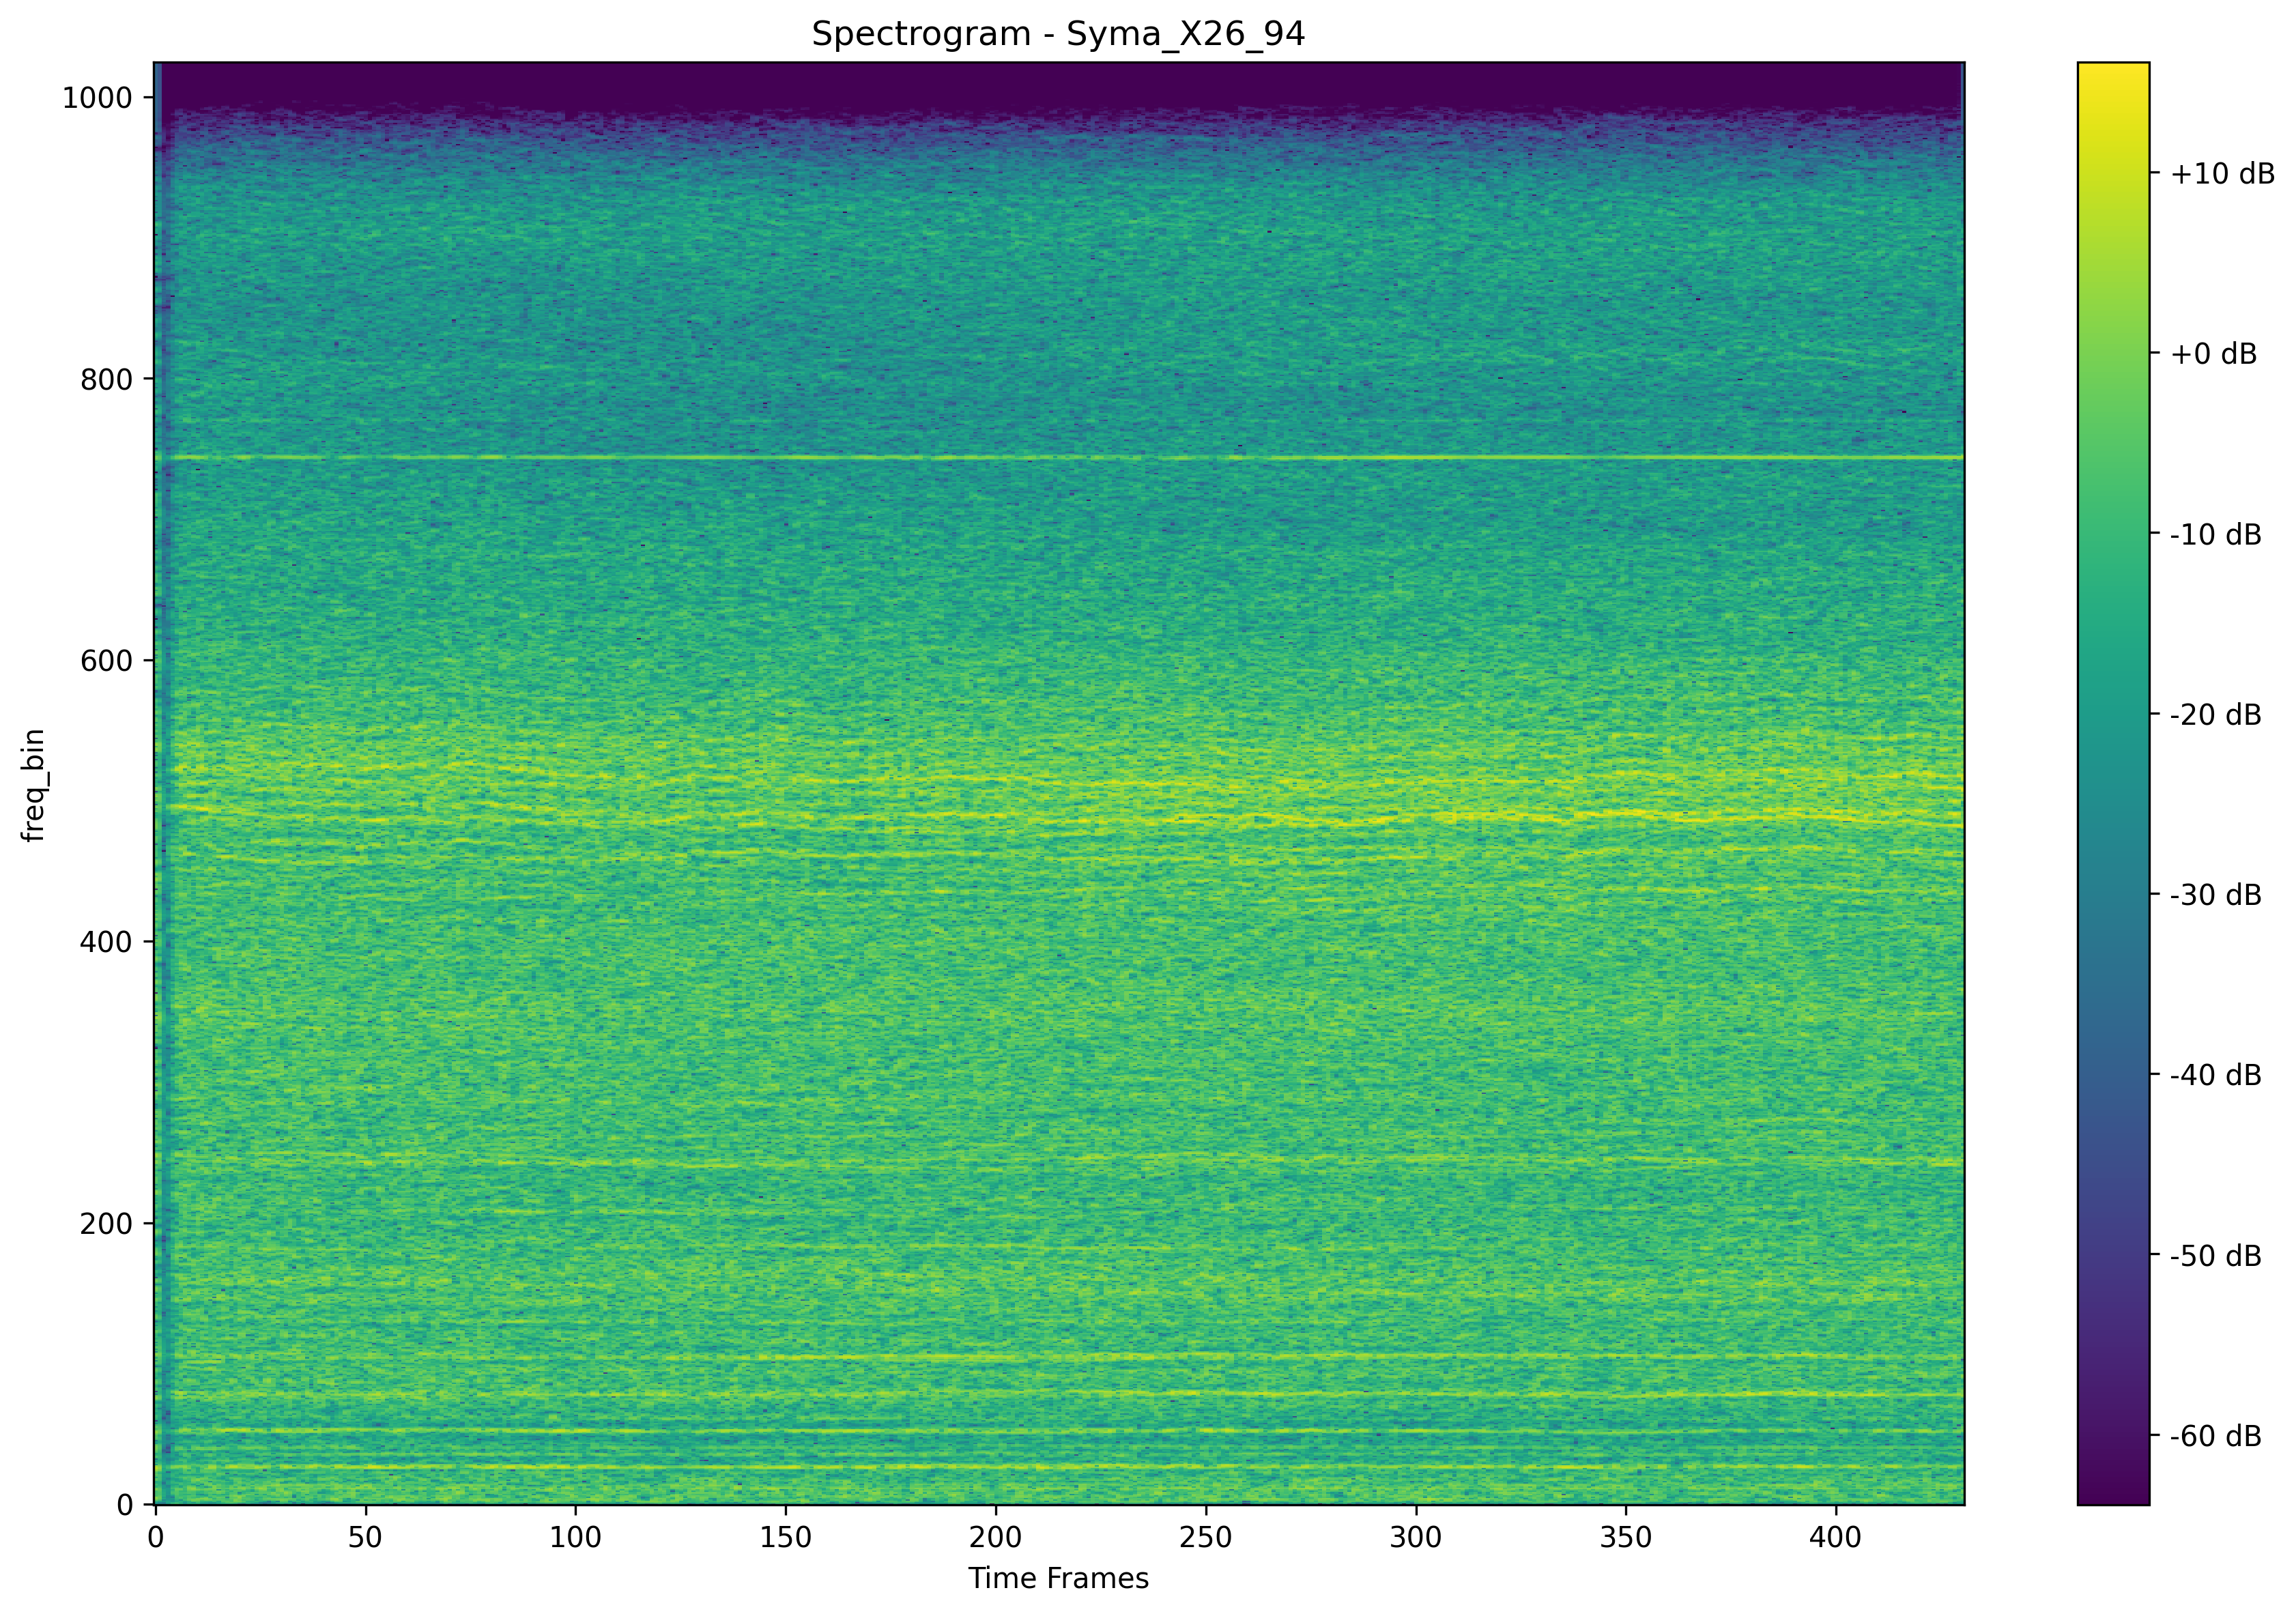 Spectrogram - Syma_X26_94
freq_bin
1000
800
600
400
200
0
0 50 100 150 200 250 300 350 400
Time Frames
+10 dB
+0 dB
-10 dB
-20 dB
-30 dB
-40 dB
-50 dB
-60 dB